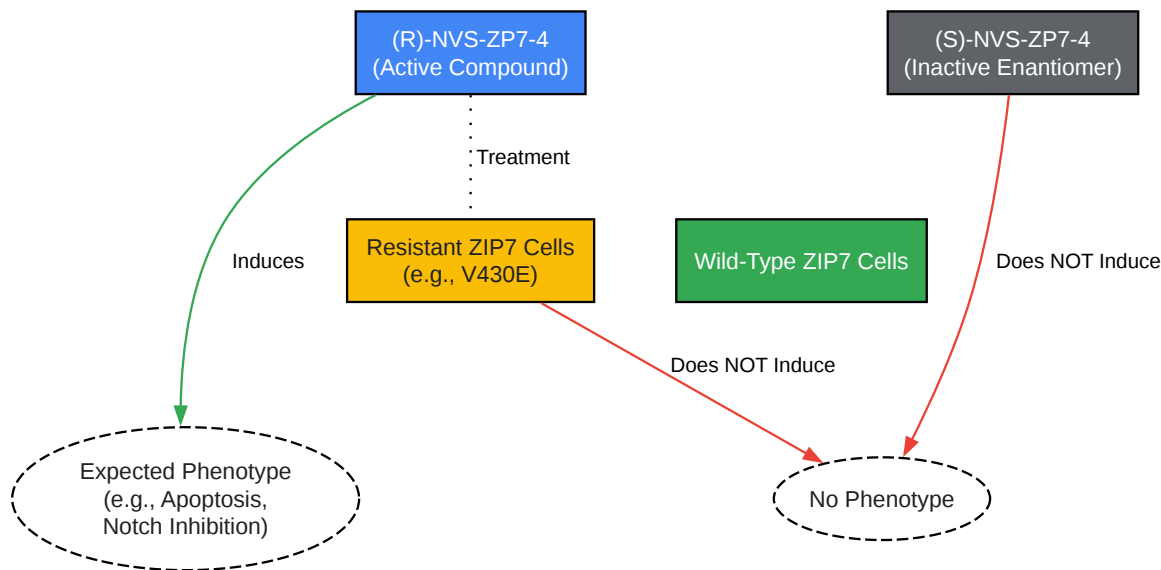 (R)-NVS-ZP7-4
(Active Compound)
(S)-NVS-ZP7-4
(Inactive Enantiomer)
Treatment
Resistant ZIP7 Cells
(e.g., V430E)
Wild-Type ZIP7 Cells
Induces
Does NOT Induce
Does NOT Induce
Expected Phenotype
(e.g., Apoptosis,
Notch Inhibition)
No Phenotype